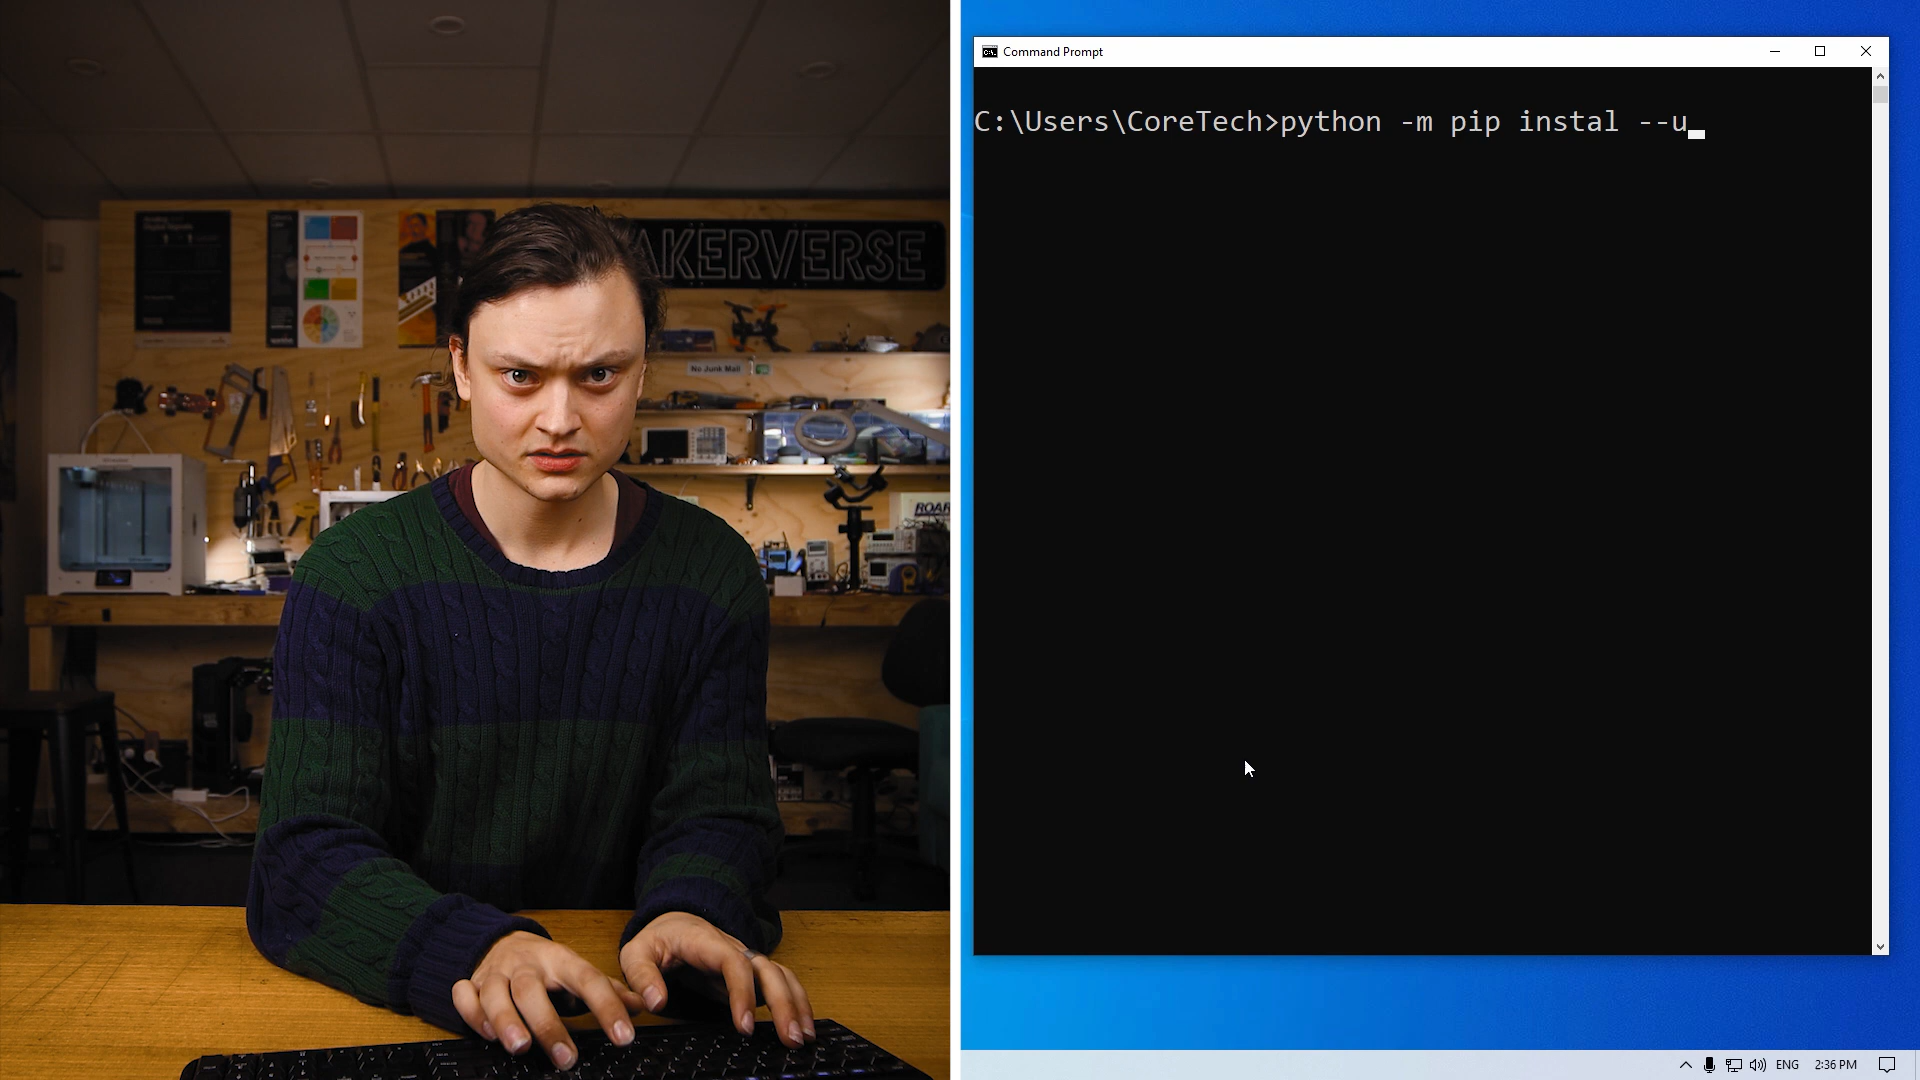 AKERVERSE
No Junk Mail
ROAR
Command Prompt
C:\Users\CoreTech>python -m pip instal --u
ENG
2:36 PM